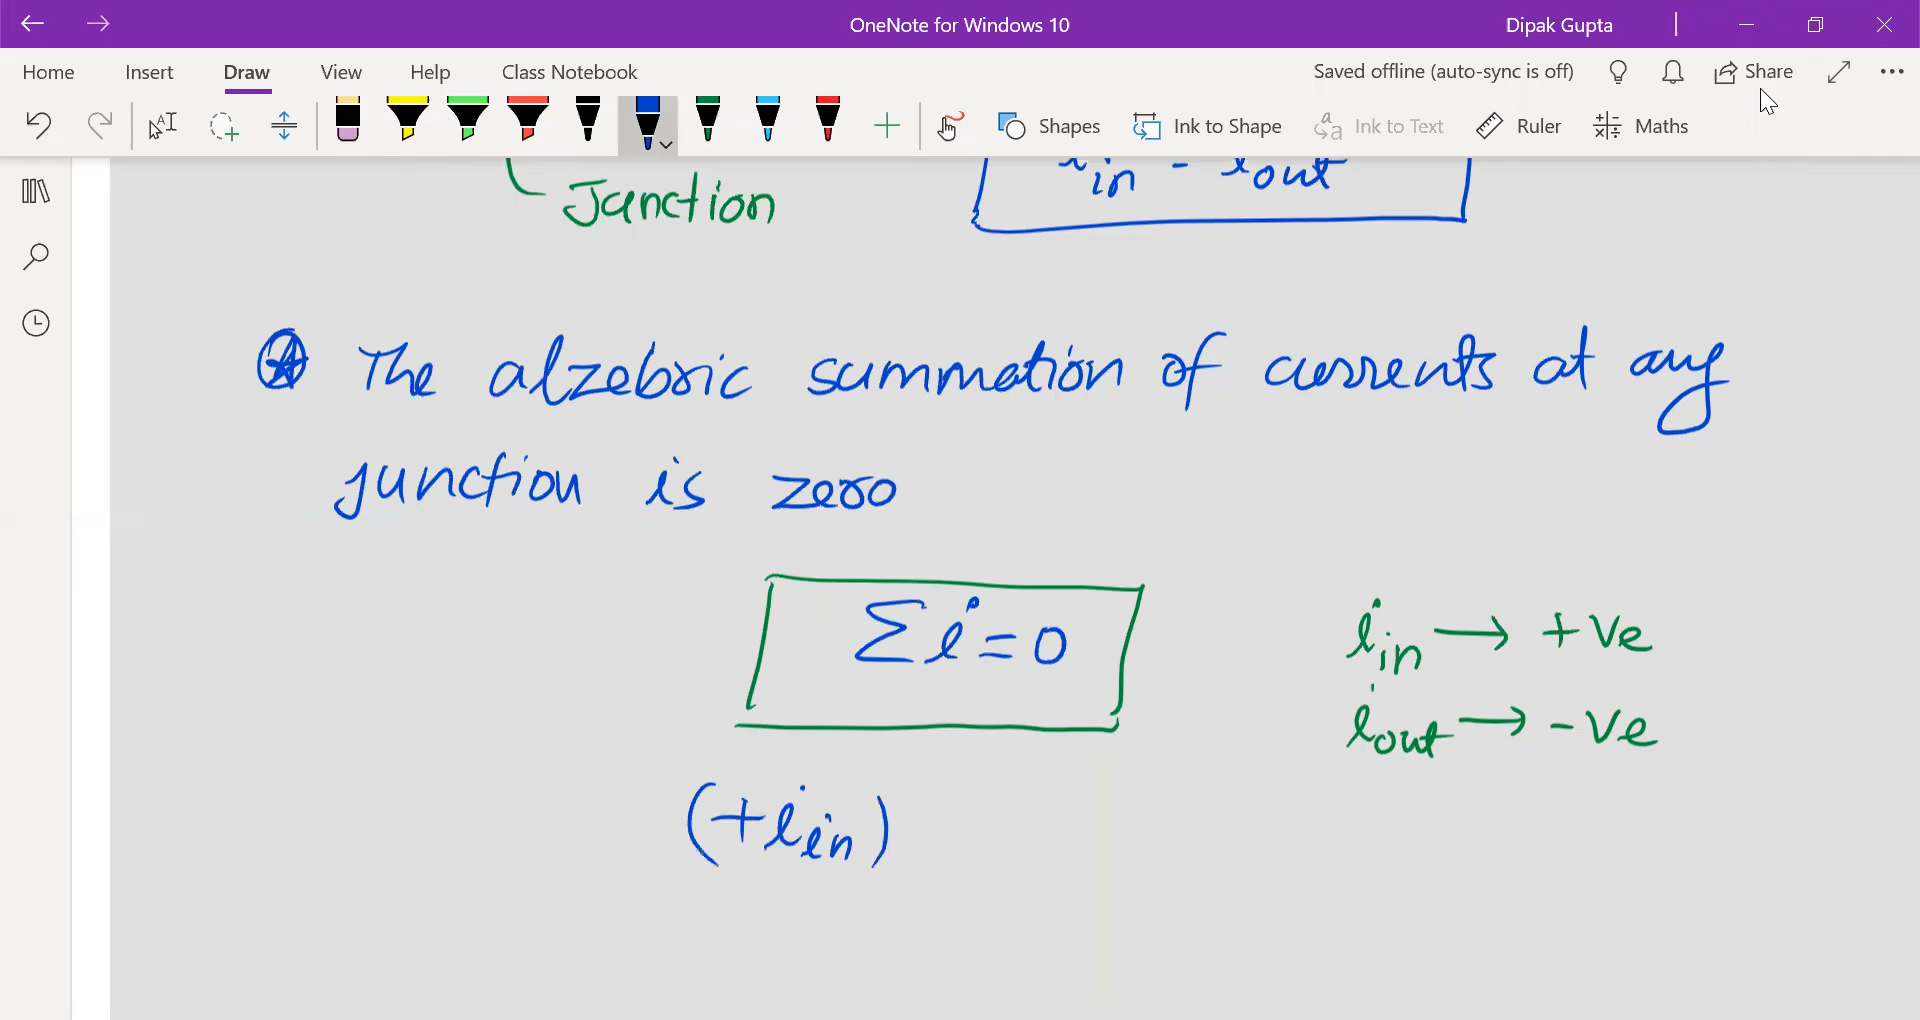 OneNote for Windows 10
Dipak Gupta
Home Insert Draw View Help Class Notebook
Saved offline (auto-sync is off) Share
Shapes Ink to Shape Ink to Text Ruler Maths
Junction
iin = iout
The alzebric summation of currents at any
junction is zero
Σi=0
iin → +ve
iout → -ve
(+iin)